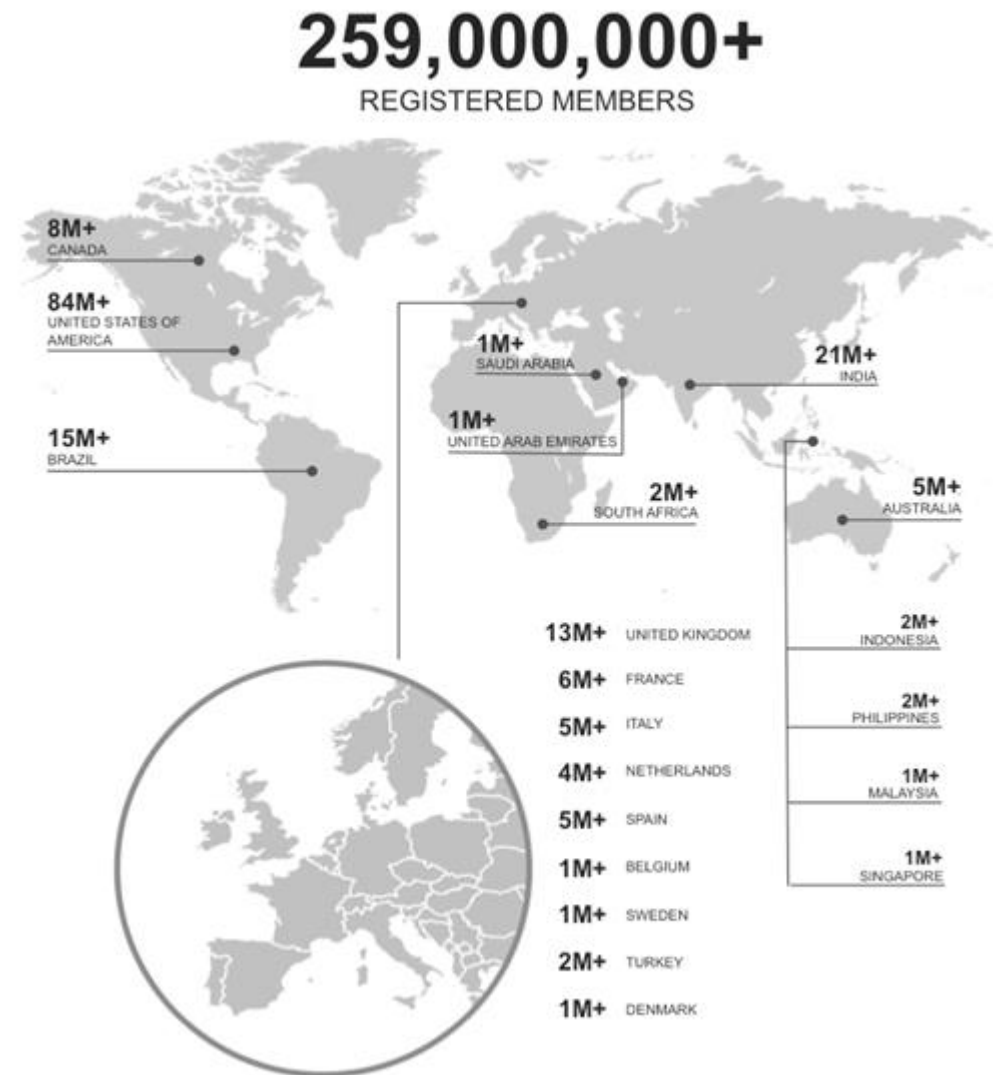 259,000,000+
REGISTERED MEMBERS
8M+
CANADA
84M+
UNITED STATES OF
AMERICA
15M+
BRAZIL
1M+
SAUDI ARABIA
1M+
UNITED ARAB EMIRATES
2M+
SOUTH AFRICA
21M+
INDIA
5M+
AUSTRALIA
2M+
INDONESIA
2M+
PHILIPPINES
1M+
MALAYSIA
1M+
SINGAPORE
13M+ UNITED KINGDOM
6M+ FRANCE
5M+ ITALY
4M+ NETHERLANDS
5M+ SPAIN
1M+ BELGIUM
1M+ SWEDEN
2M+ TURKEY
1M+ DENMARK